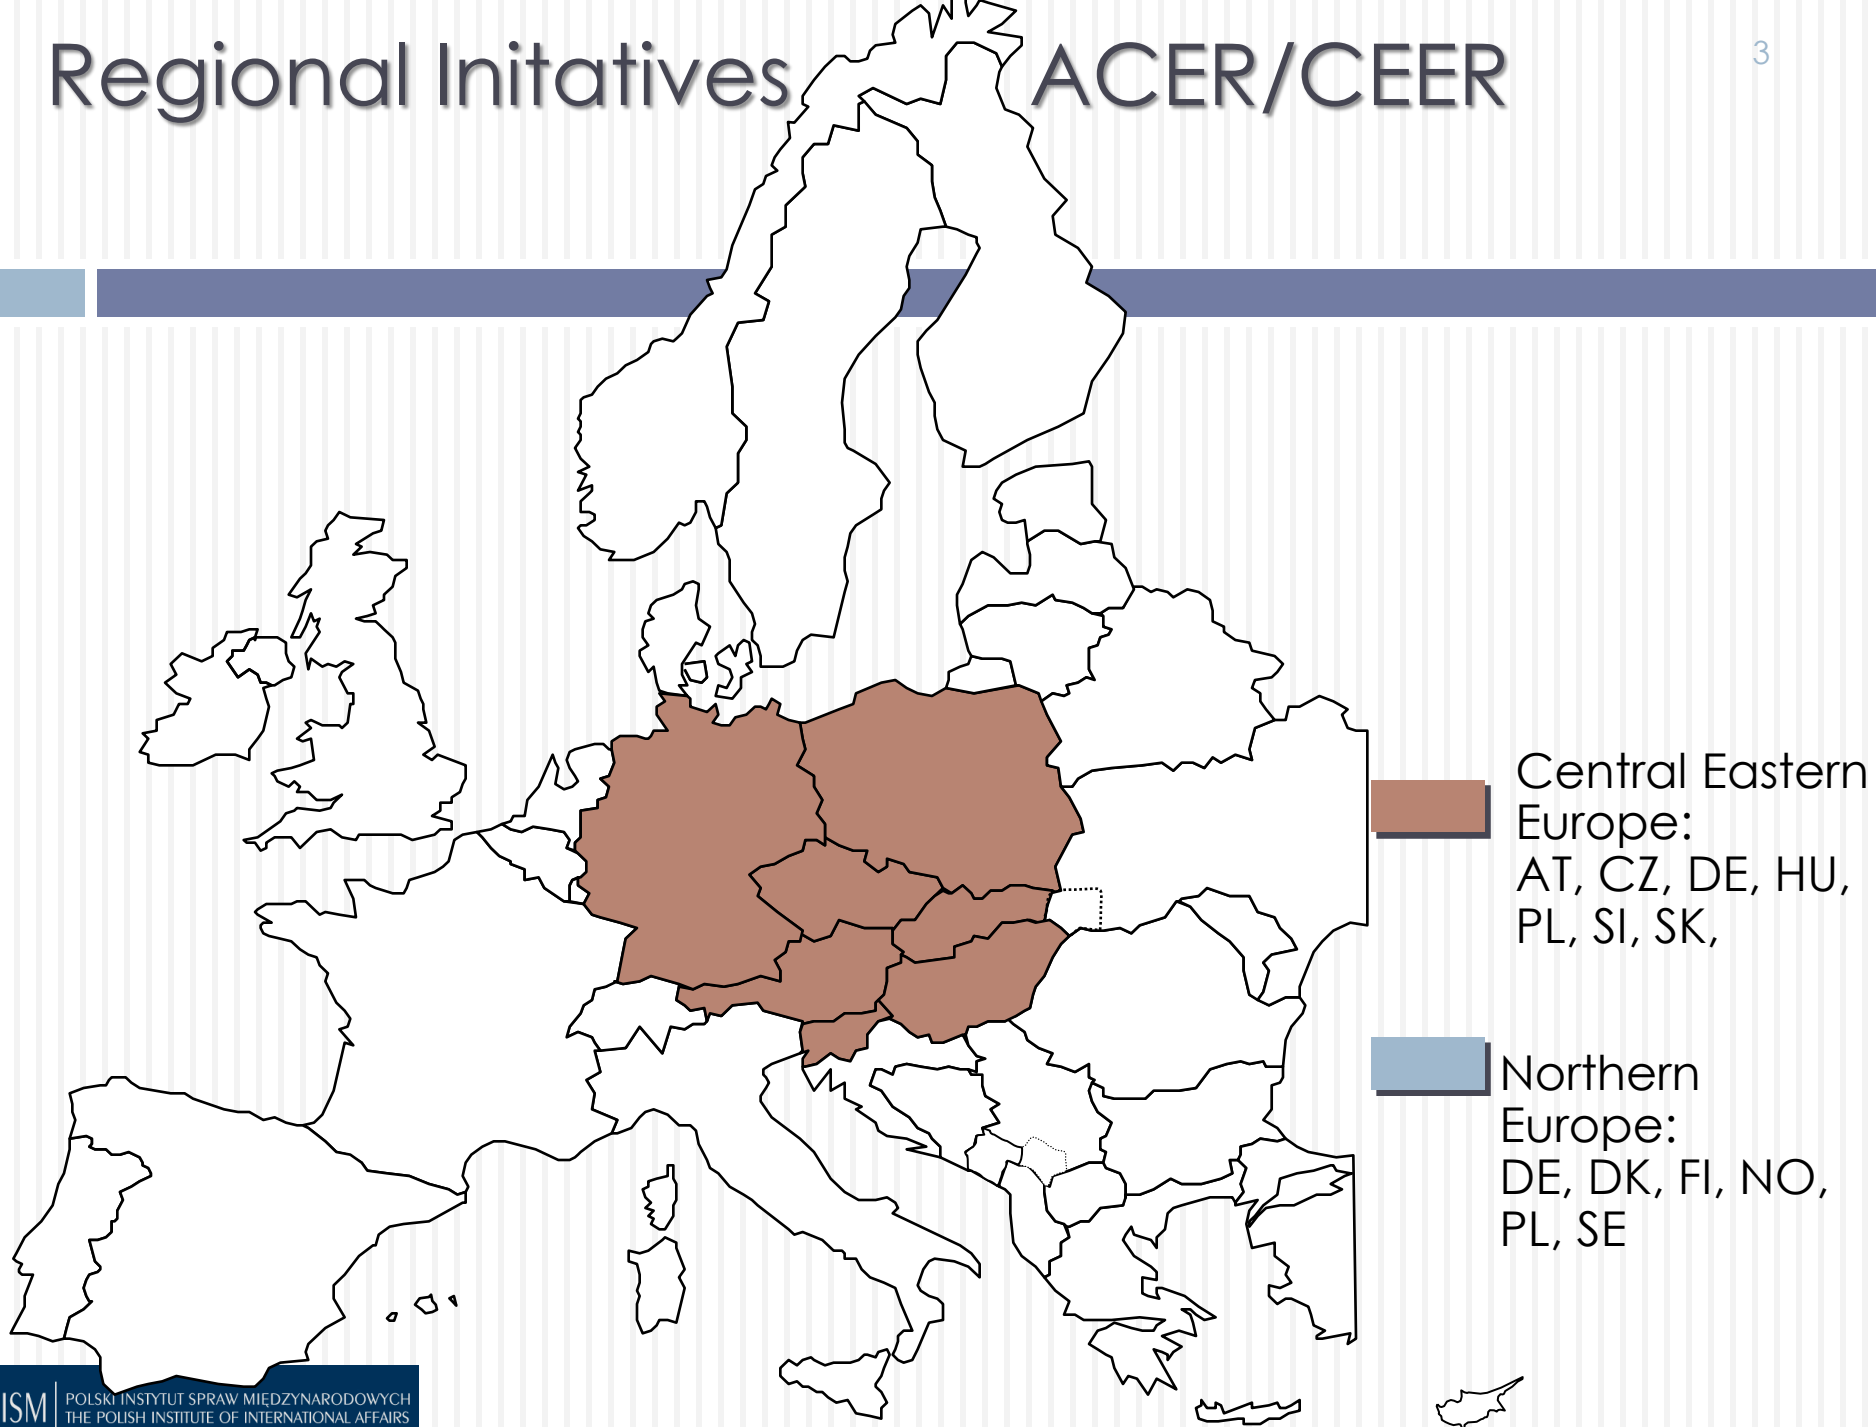 Regional Initatives ACER/CEER
3
Central Eastern
Europe:
AT, CZ, DE, HU,
PL, SI, SK,
Northern
Europe:
DE, DK, FI, NO,
PL, SE
ISM
POLSKI INSTYTUT SPRAW MIĘDZYNARODOWYCH
THE POLISH INSTITUTE OF INTERNATIONAL AFFAIRS